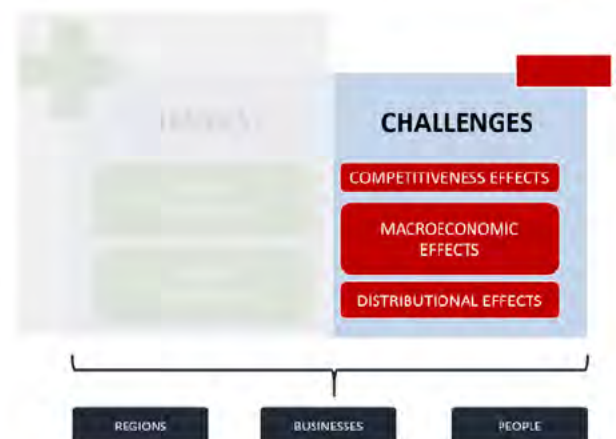 CHALLENGES
COMPETITIVENESS EFFECTS
MACROECONOMIC
EFFECTS
DISTRIBUTIONAL EFFECTS
REGIONS
BUSINESSES
PEOPLE